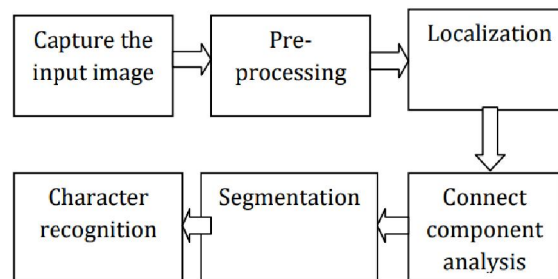 Capture the
input image
Pre-
processing
Localization
Connect
component
analysis
Segmentation
Character
recognition